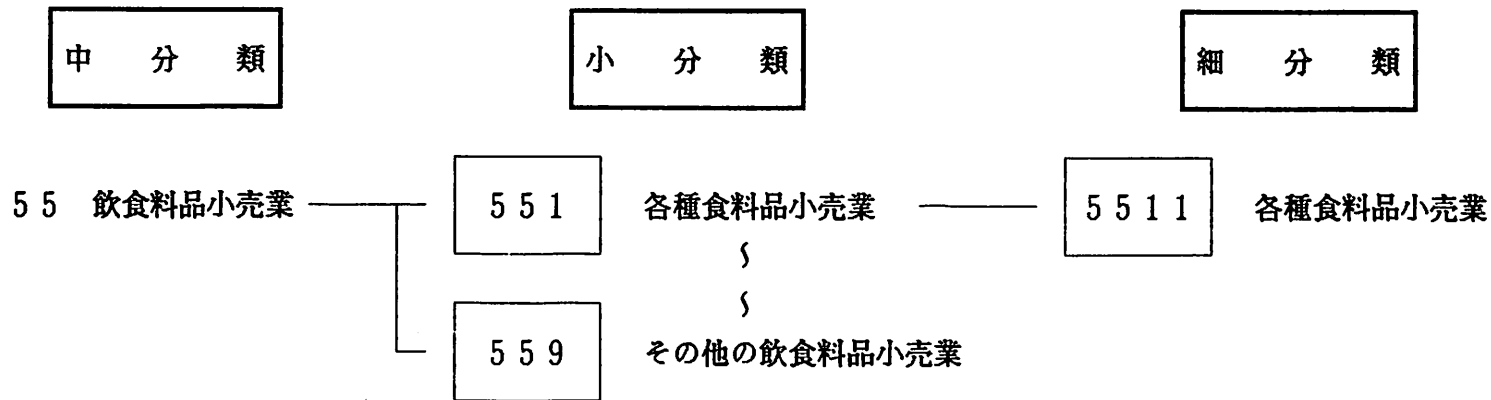 中分類 小分類 細分類
55 飲食料品小売業 551 各種食料品小売業 5511 各種食料品小売業
〜
〜
559 その他の飲食料品小売業